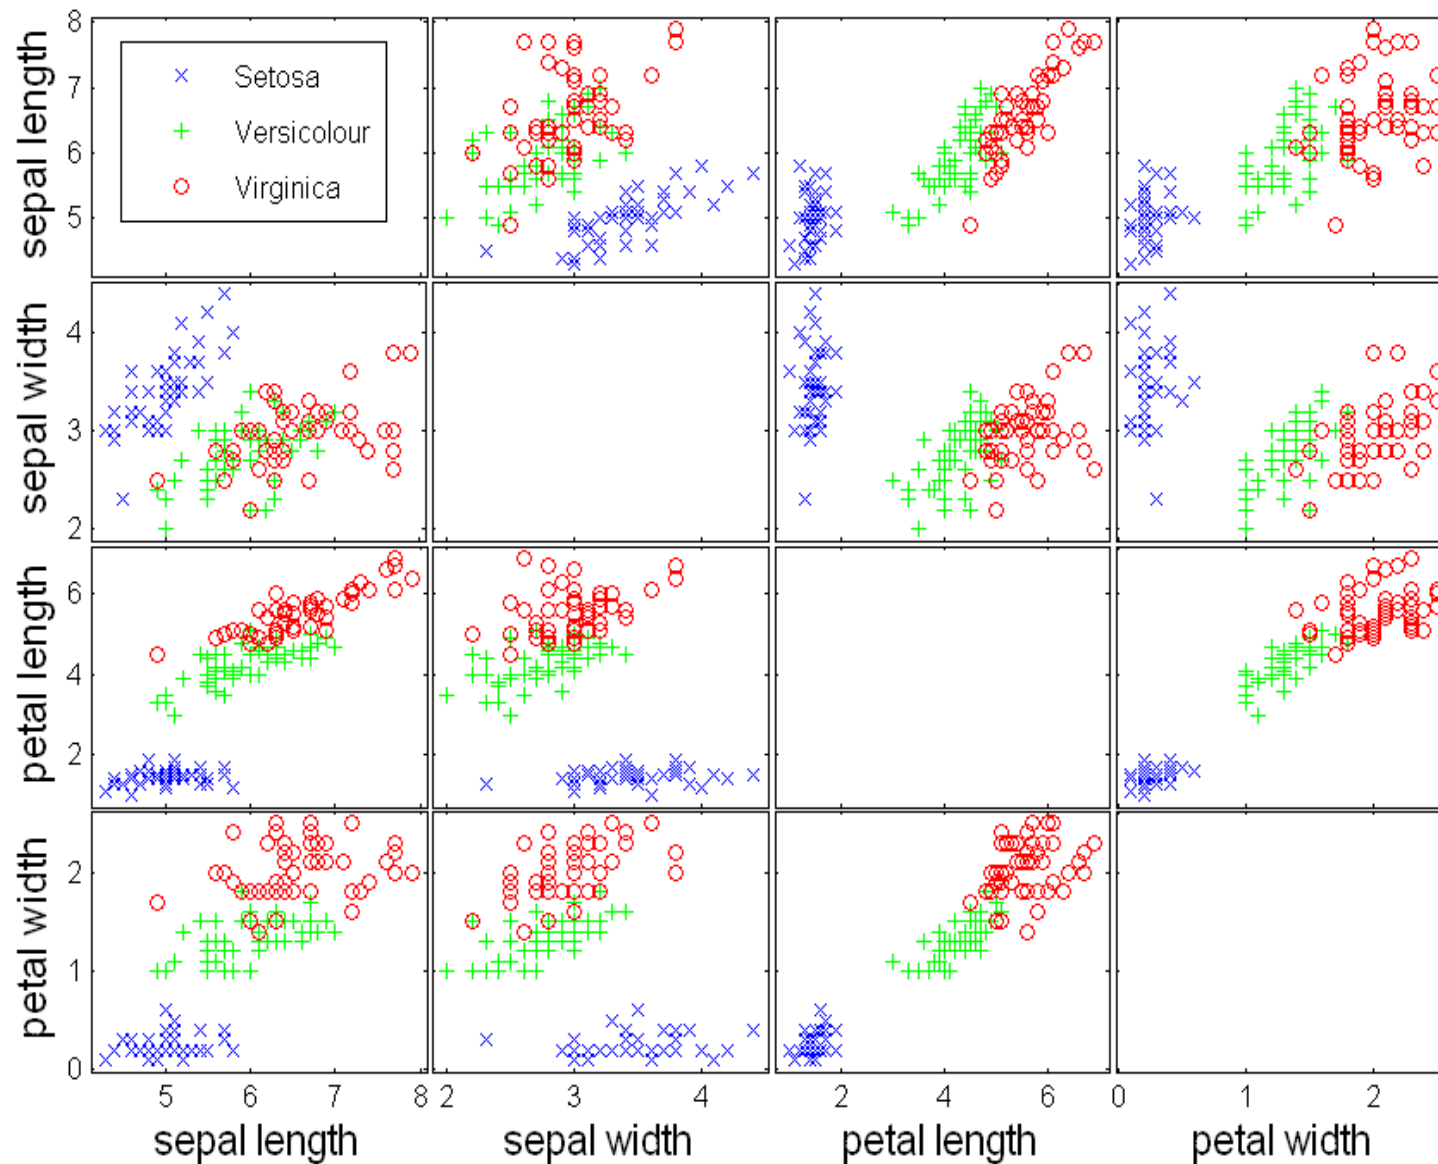 8
7
6
5
sepal length
Setosa
Versicolour
Virginica
4
3
2
sepal width
6
4
2
petal length
2
1
0
petal width
5 6 7 8 2 3 4 2 4 6 0 1 2
sepal length sepal width petal length petal width